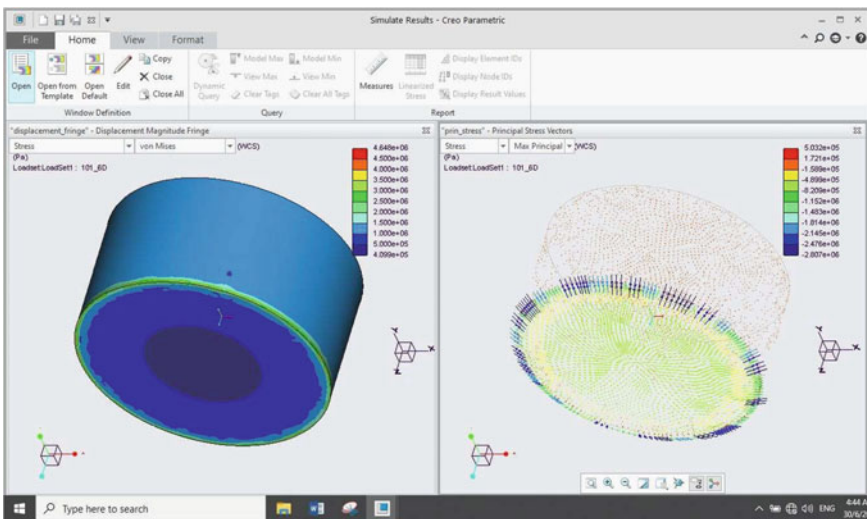 Simulate Results - Creo Parametric
File Home View Format
Open
Open from Template
Open Default
Edit
Copy
Close
Close All
Window Definition
Dynamic Query
Model Max
View Max
Clear Tags
Model Min
View Min
Clear All Tags
Query
Measures
Linearized Stress
Display Element IDs
Display Node IDs
Display Result Values
Report
"displacement_fringe" - Displacement Magnitude Fringe
Stress von Mises (WCS)
(Pa)
Loadset:LoadSet1 : 101_6D
4.648e+06
4.500e+06
4.000e+06
3.500e+06
3.000e+06
2.500e+06
2.000e+06
1.500e+06
1.000e+06
5.000e+05
4.099e+05
"prin_stress" - Principal Stress Vectors
Stress Max Principal (WCS)
(Pa)
Loadset:LoadSet1 : 101_6D
5.032e+05
1.721e+05
-1.589e+05
-4.899e+05
-8.209e+05
-1.152e+06
-1.483e+06
-1.814e+06
-2.145e+06
-2.476e+06
-2.807e+06
Type here to search
ENG
4:44 A
30/6/2